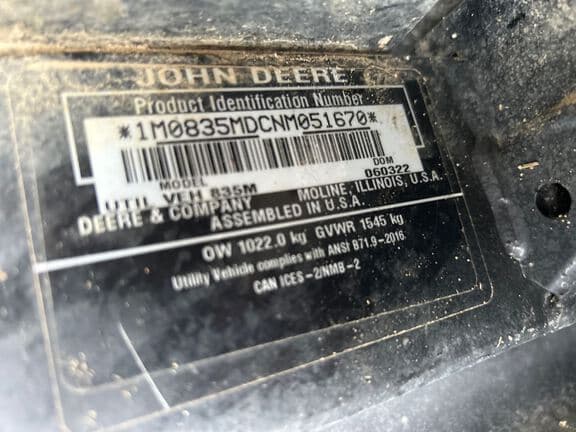 JOHN DEERE
Product Identification Number
*1M0835MDCNM051670*
MODEL DOM
UTIL VEH 835M 060322
DEERE & COMPANY MOLINE, ILLINOIS, U.S.A.
ASSEMBLED IN U.S.A.
OW 1022.0 kg GVWR 1545 kg
Utility Vehicle complies with ANSI B71.9-2016.
CAN ICES-2/NMB-2